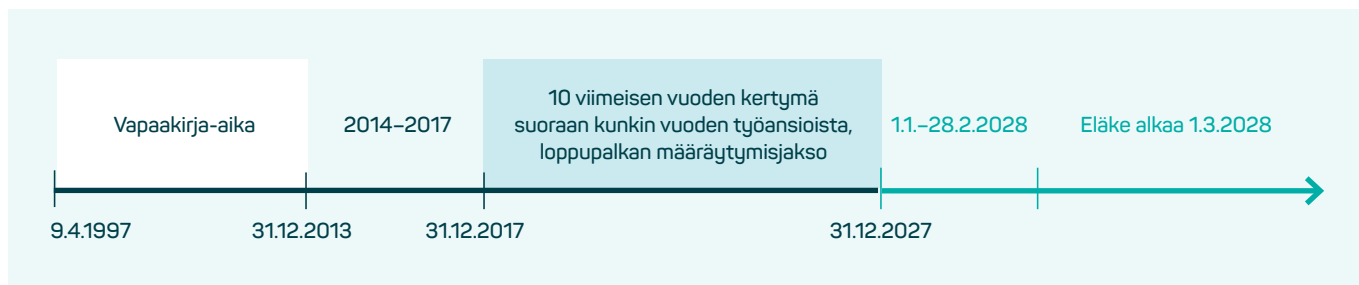 Vapaakirja-aika
2014–2017
10 viimeisen vuoden kertymä
suoraan kunkin vuoden työansioista,
loppupalkan määräytymisjakso
1.1.–28.2.2028
Eläke alkaa 1.3.2028
9.4.1997
31.12.2013
31.12.2017
31.12.2027